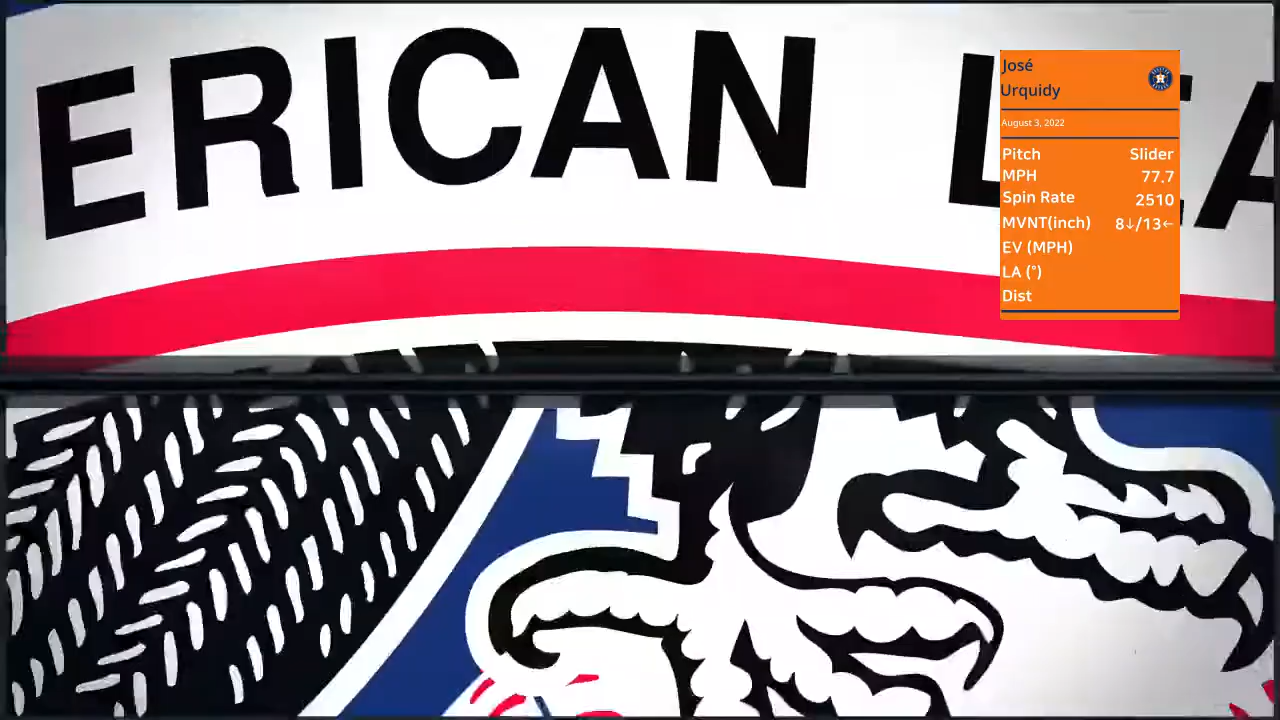 ERICAN LEA
José
Urquidy
August 3, 2022
Pitch Slider
MPH 77.7
Spin Rate 2510
MVNT(inch) 8↓/13←
EV (MPH)
LA (°)
Dist